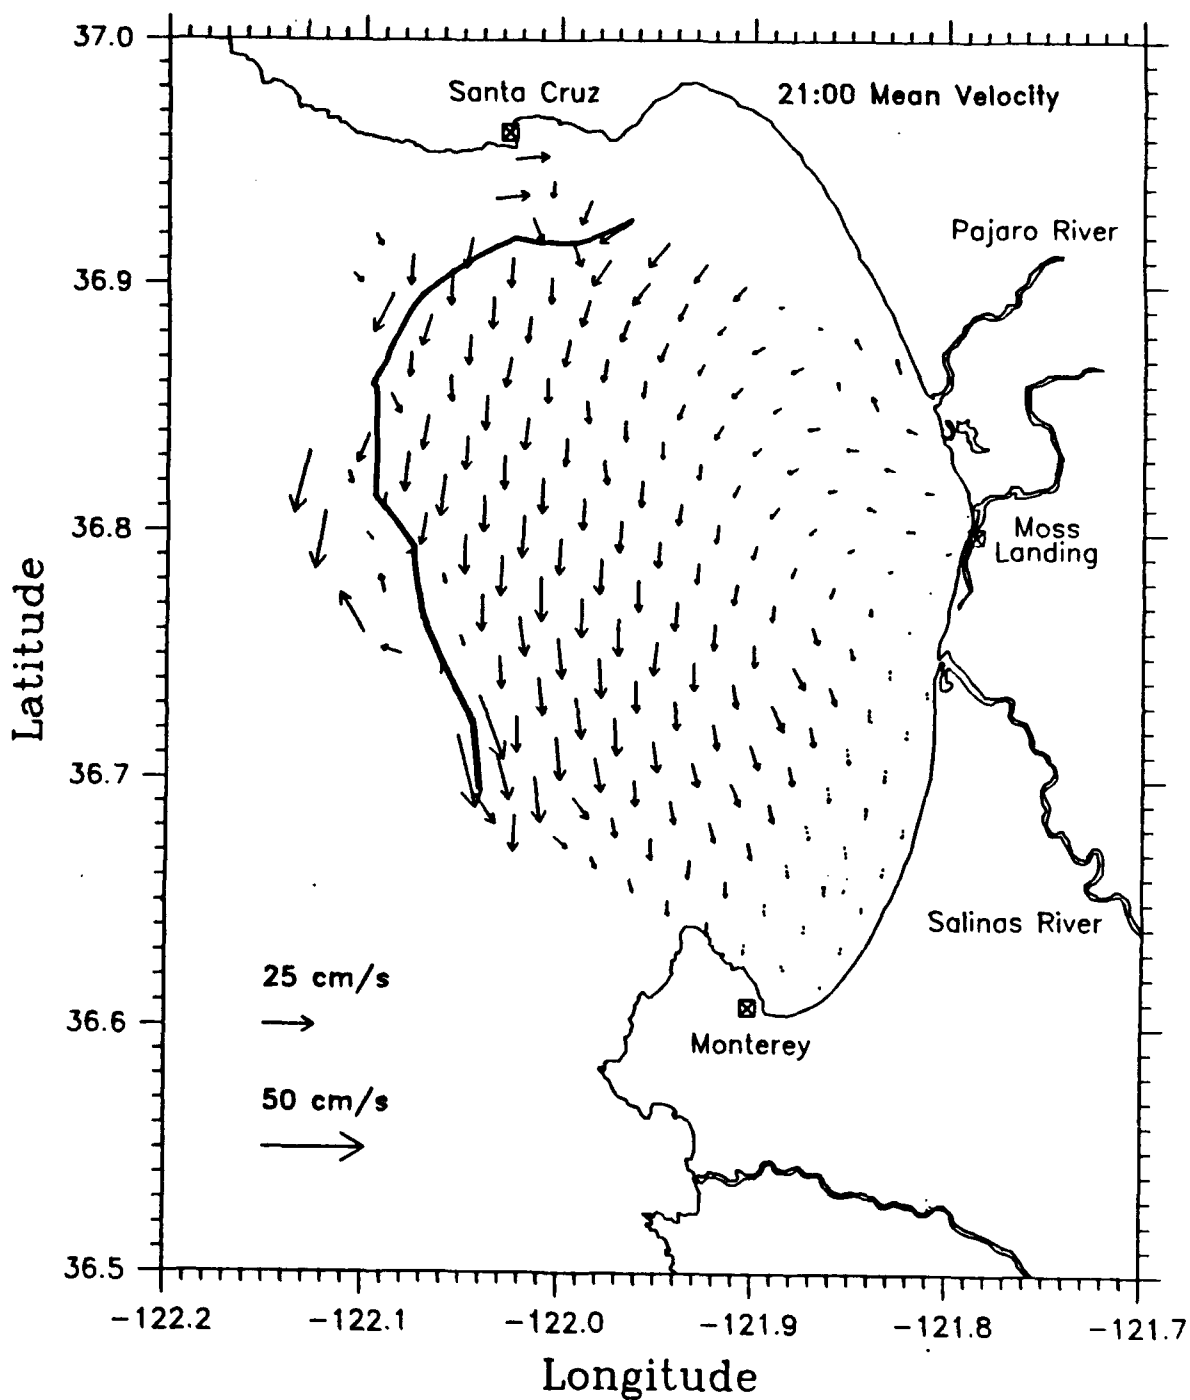 37.0
Santa Cruz
21:00 Mean Velocity
Pajaro River
36.9
36.8
Moss
Landing
Latitude
36.7
Salinas River
25 cm/s
36.6
Monterey
50 cm/s
36.5
-122.2 -122.1 -122.0 -121.9 -121.8 -121.7
Longitude